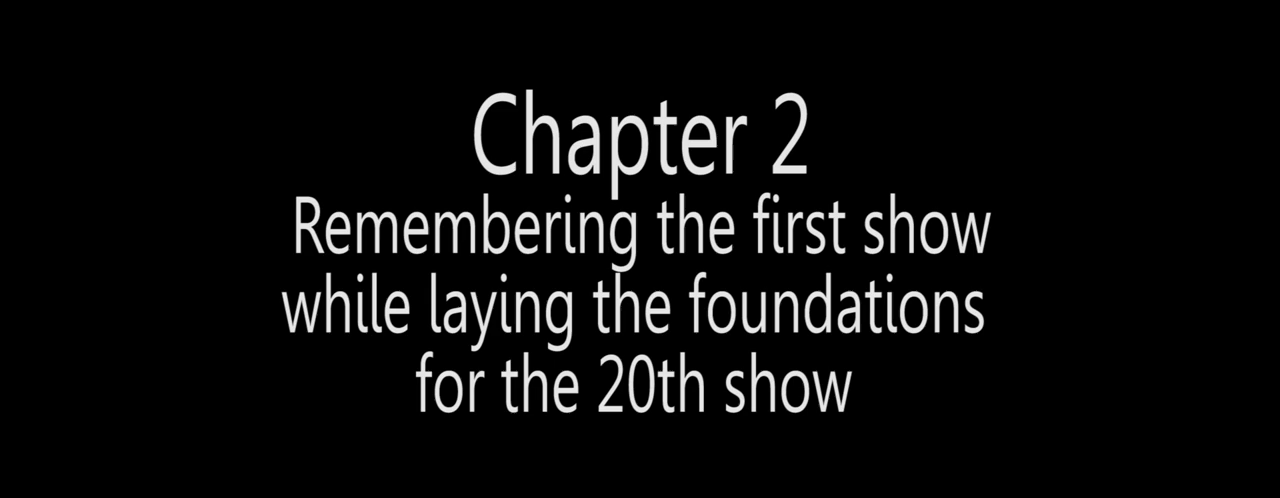 Chapter 2
Remembering the first show
while laying the foundations
for the 20th show